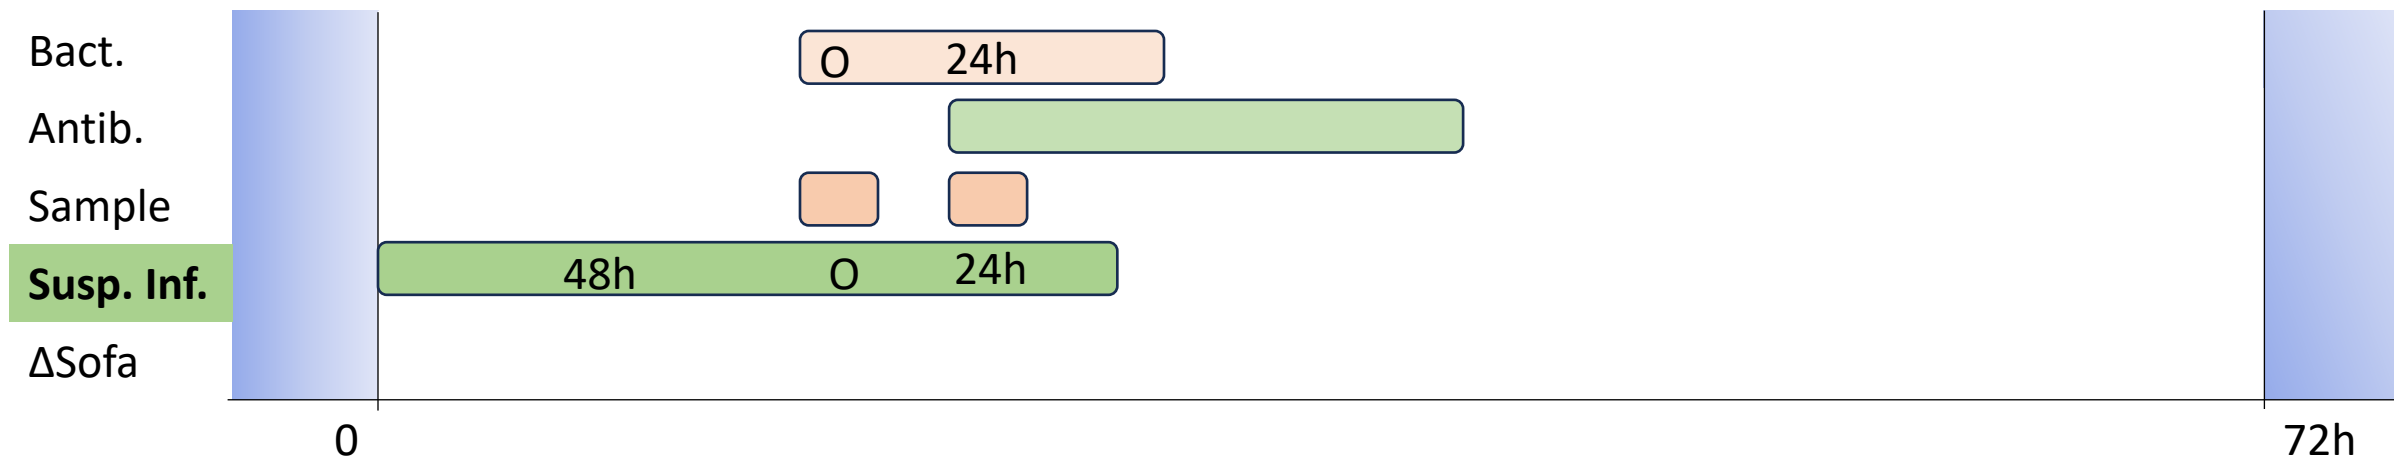 Bact.
O 24h
Antib.
Sample
Susp. Inf.
48h O 24h
ΔSofa
0 72h